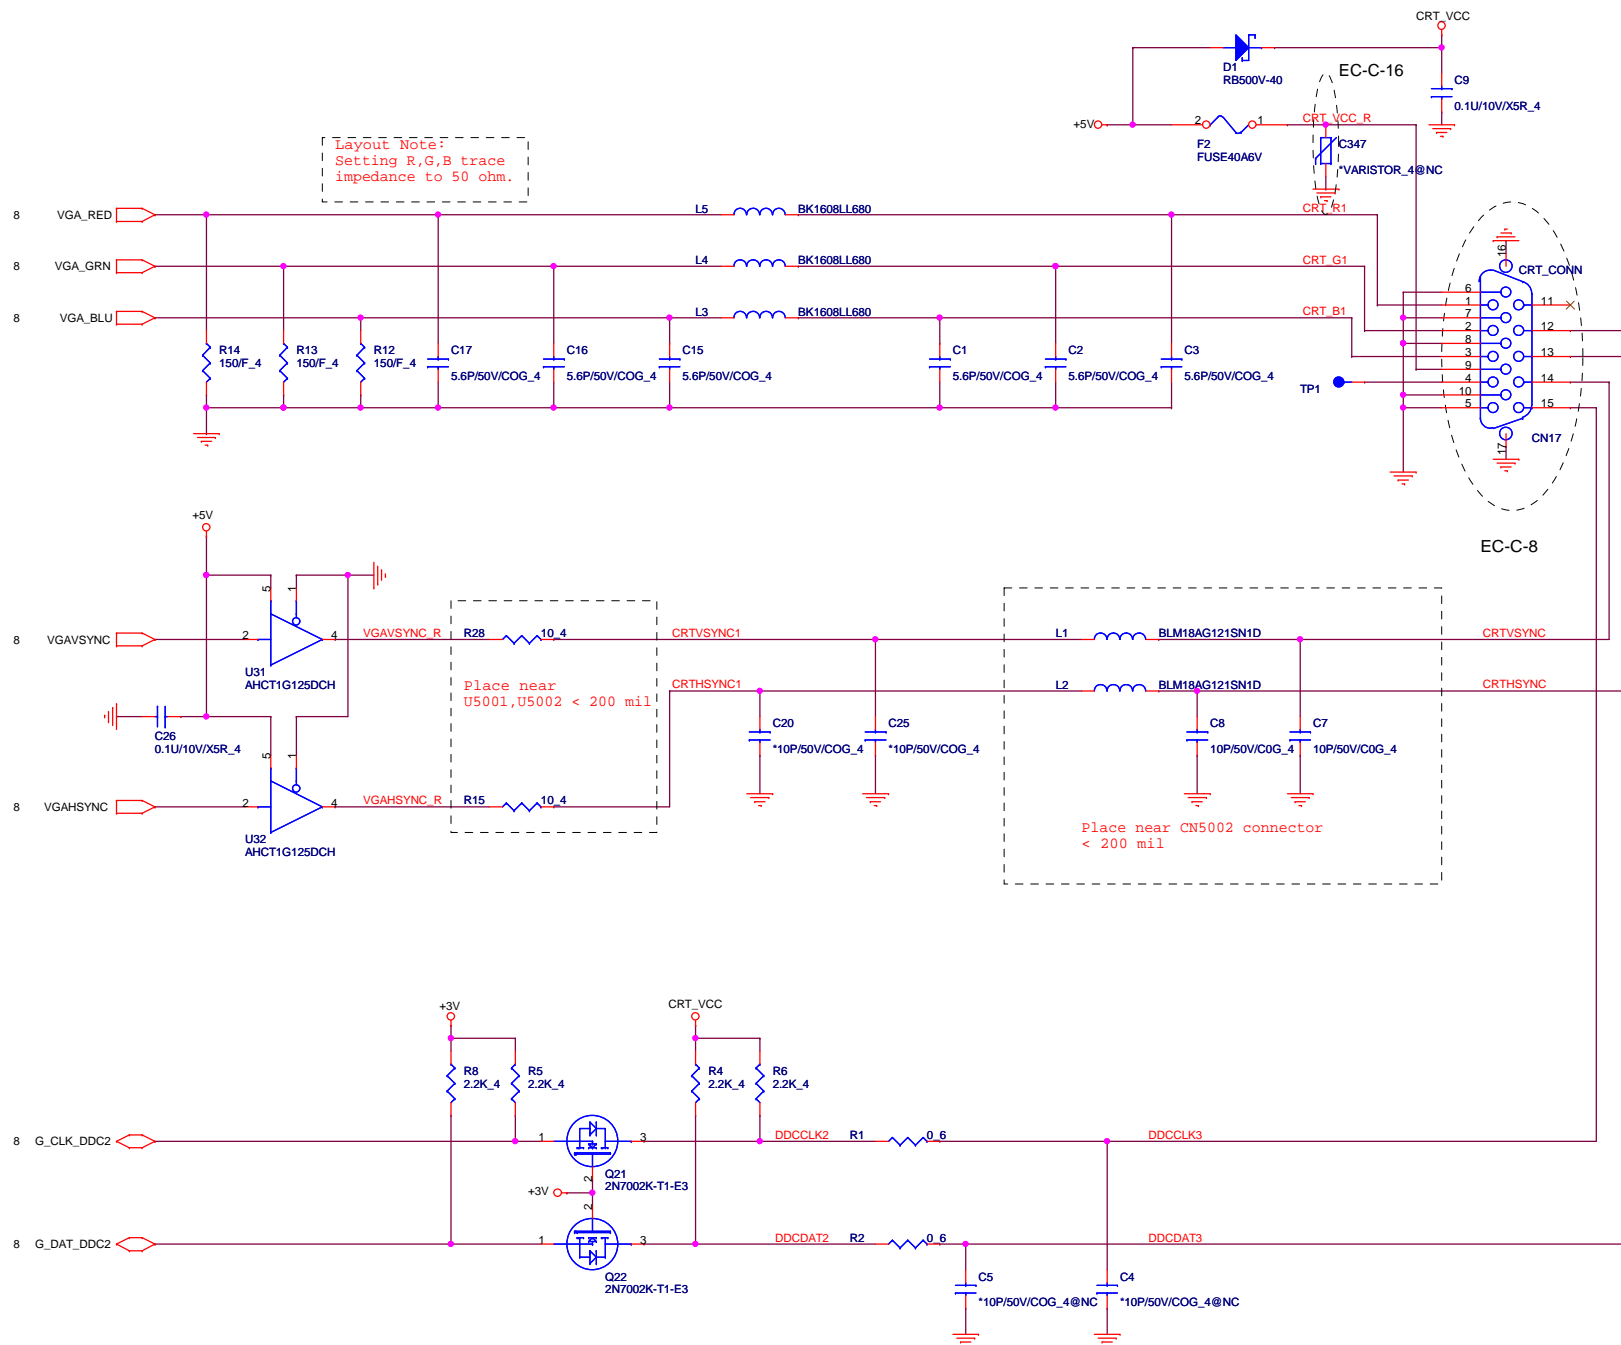 CRT_VCC
D1
RB500V-40
EC-C-16
C9
0.1U/10V/X5R_4
+5V
2
1
CRT_VCC_R
F2
FUSE40A6V
C347
*VARISTOR_4@NC
Layout Note:
Setting R,G,B trace
impedance to 50 ohm.
8 VGA_RED
L5
BK1608LL680
CRT_R1
8 VGA_GRN
L4
BK1608LL680
CRT_G1
8 VGA_BLU
L3
BK1608LL680
CRT_B1
16
CRT_CONN
6
1
7
2
8
3
9
4
10
5
11
12
13
14
15
17
CN17
TP1
R14
150/F_4
R13
150/F_4
R12
150/F_4
C17
5.6P/50V/COG_4
C16
5.6P/50V/COG_4
C15
5.6P/50V/COG_4
C1
5.6P/50V/COG_4
C2
5.6P/50V/COG_4
C3
5.6P/50V/COG_4
EC-C-8
+5V
5
1
8 VGAVSYNC
2
4
VGAVSYNC_R
R28
10_4
CRTVSYNC1
L1
BLM18AG121SN1D
CRTVSYNC
U31
AHCT1G125DCH
Place near
U5001,U5002 < 200 mil
CRTHSYNC1
L2
BLM18AG121SN1D
CRTHSYNC
C26
0.1U/10V/X5R_4
5
1
C20
*10P/50V/COG_4
C25
*10P/50V/COG_4
C8
10P/50V/C0G_4
C7
10P/50V/C0G_4
8 VGAHSYNC
2
4
VGAHSYNC_R
R15
10_4
U32
AHCT1G125DCH
Place near CN5002 connector
< 200 mil
+3V
CRT_VCC
R8
2.2K_4
R5
2.2K_4
R4
2.2K_4
R6
2.2K_4
8 G_CLK_DDC2
1
3
DDCCLK2
R1
0_6
DDCCLK3
2
Q21
2N7002K-T1-E3
+3V
2
8 G_DAT_DDC2
1
3
DDCDAT2
R2
0_6
DDCDAT3
Q22
2N7002K-T1-E3
C5
*10P/50V/COG_4@NC
C4
*10P/50V/COG_4@NC